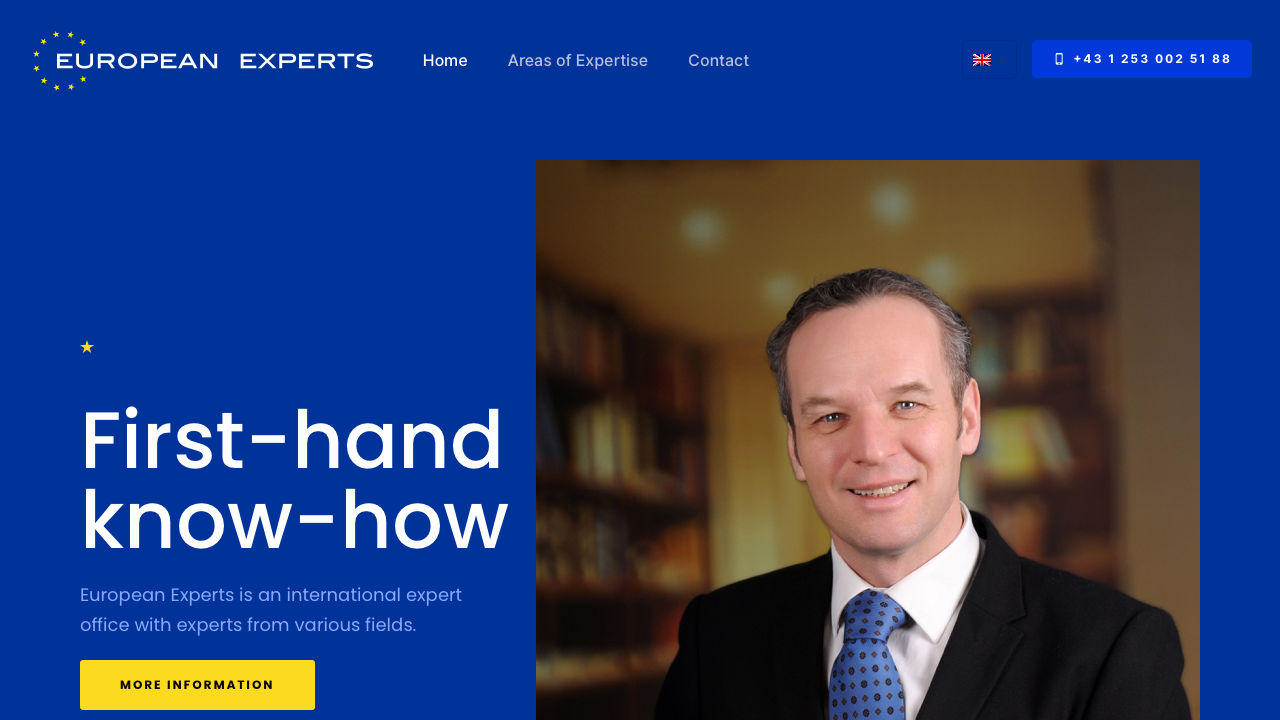 EUROPEAN EXPERTS
Home
Areas of Expertise
Contact
+43 1 253 002 51 88
First-hand
know-how
European Experts is an international expert
office with experts from various fields.
MORE INFORMATION